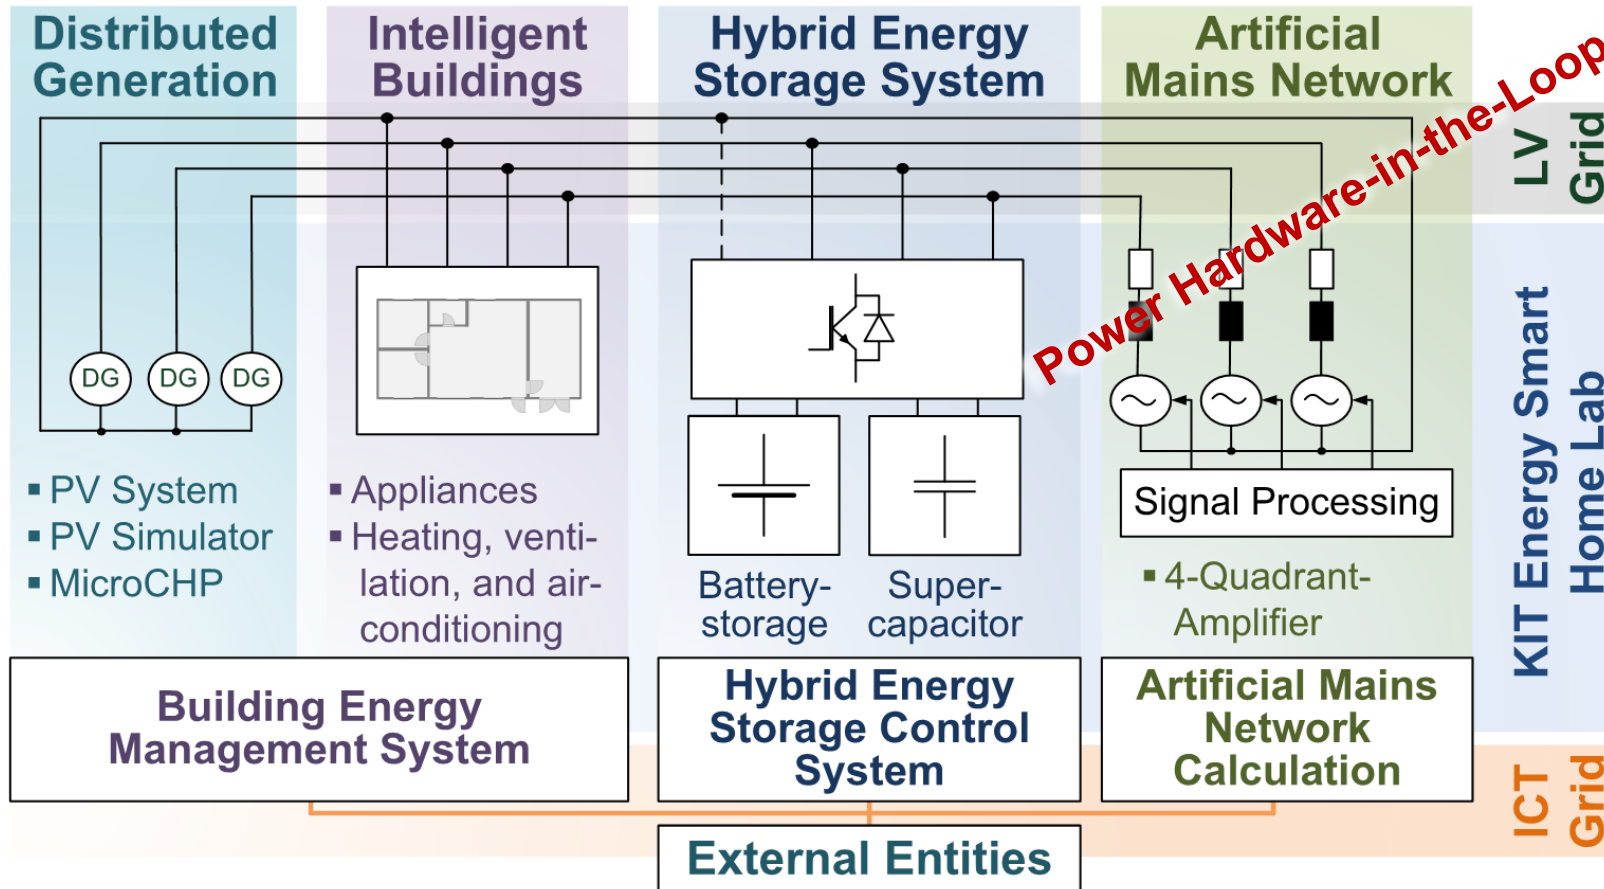 Distributed
Generation
Intelligent
Buildings
Hybrid Energy
Storage System
Artificial
Mains Network
Power Hardware-in-the-Loop
LV
Grid
DG
DG
DG
▪ PV System
▪ PV Simulator
▪ MicroCHP
▪ Appliances
▪ Heating, venti-
lation, and air-
conditioning
Battery-
storage
Super-
capacitor
Signal Processing
▪ 4-Quadrant-
Amplifier
KIT Energy Smart
Home Lab
Building Energy
Management System
Hybrid Energy
Storage Control
System
Artificial Mains
Network
Calculation
ICT
Grid
External Entities